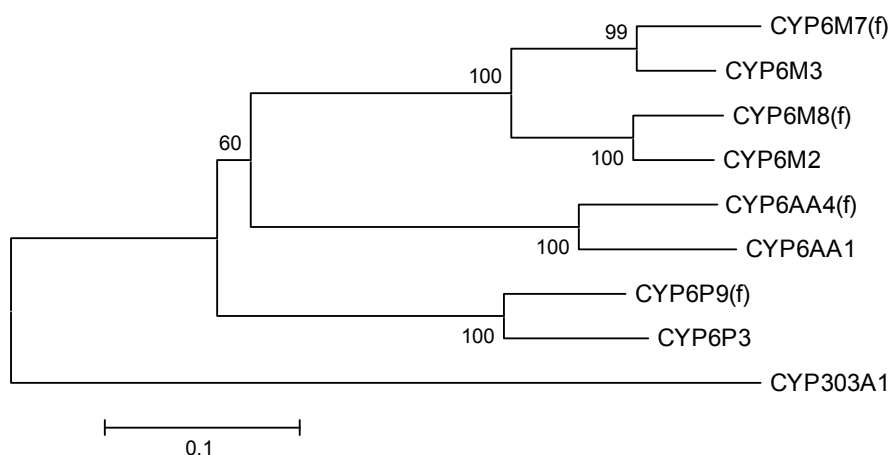 CYP6M7(f)
99
CYP6M3
100
CYP6M8(f)
100
CYP6M2
60
CYP6AA4(f)
100
CYP6AA1
CYP6P9(f)
100
CYP6P3
CYP303A1
0.1